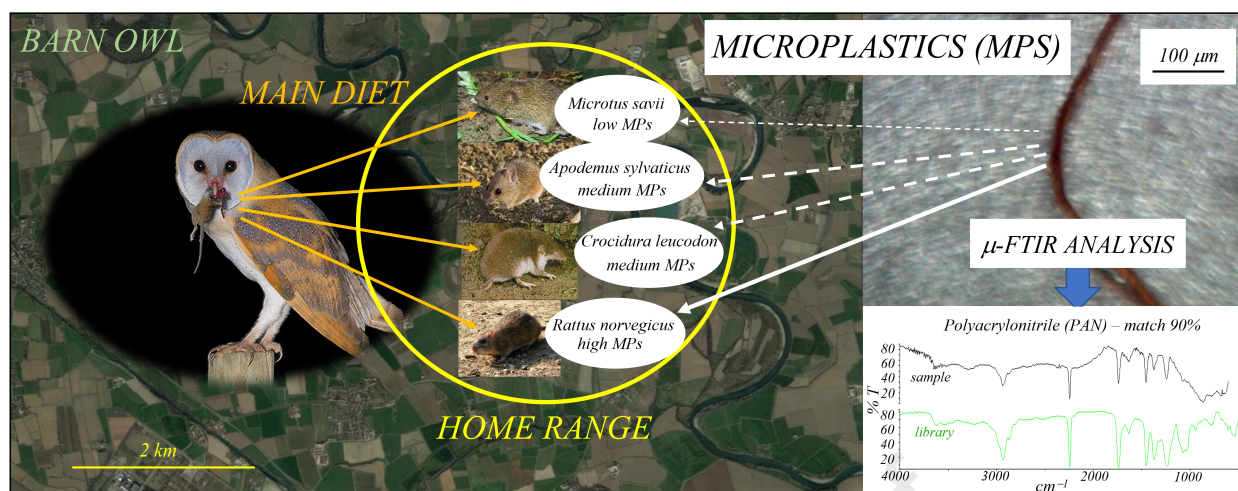 BARN OWL
MAIN DIET
MICROPLASTICS (MPS)
100 μm
Microtus savii
low MPs
Apodemus sylvaticus
medium MPs
Crocidura leucodon
medium MPs
Rattus norvegicus
high MPs
HOME RANGE
2 km
μ-FTIR ANALYSIS
Polyacrylonitrile (PAN) – match 90%
% T
80
60
40
20
sample
80
60
40
20
library
4000 3000 2000 1000
cm⁻¹